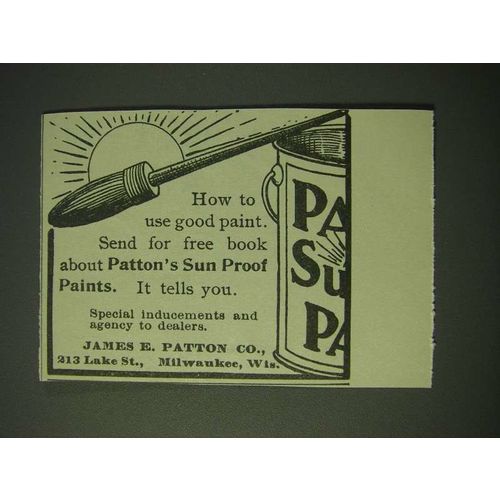 How to
use good paint.
Send for free book
about Patton's Sun Proof
Paints. It tells you.
Special inducements and
agency to dealers.
JAMES E. PATTON CO.,
213 Lake St., Milwaukee, Wis.
PA
Su
PA